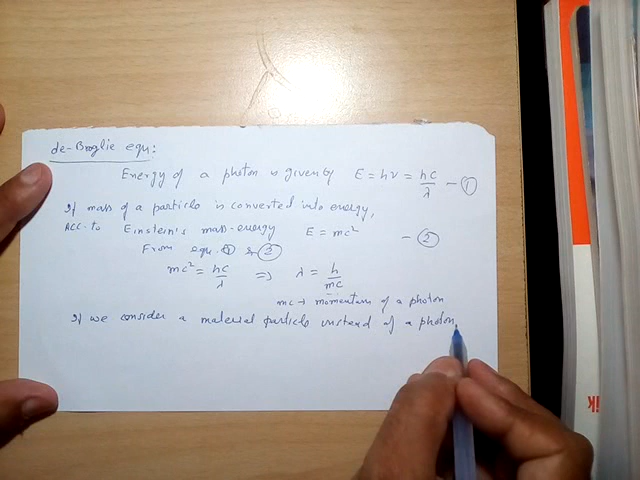 de-Broglie equn:
Energy of a photon is given by E = hν = hc/λ — ①
If mass of a particle is converted into energy,
Acc. to Einstein's mass-energy E = mc² — ②
From equ. ① & ②
mc² = hc/λ ⇒ λ = h/mc
mc → momentum of a photon
If we consider a material particle instead of a photon,